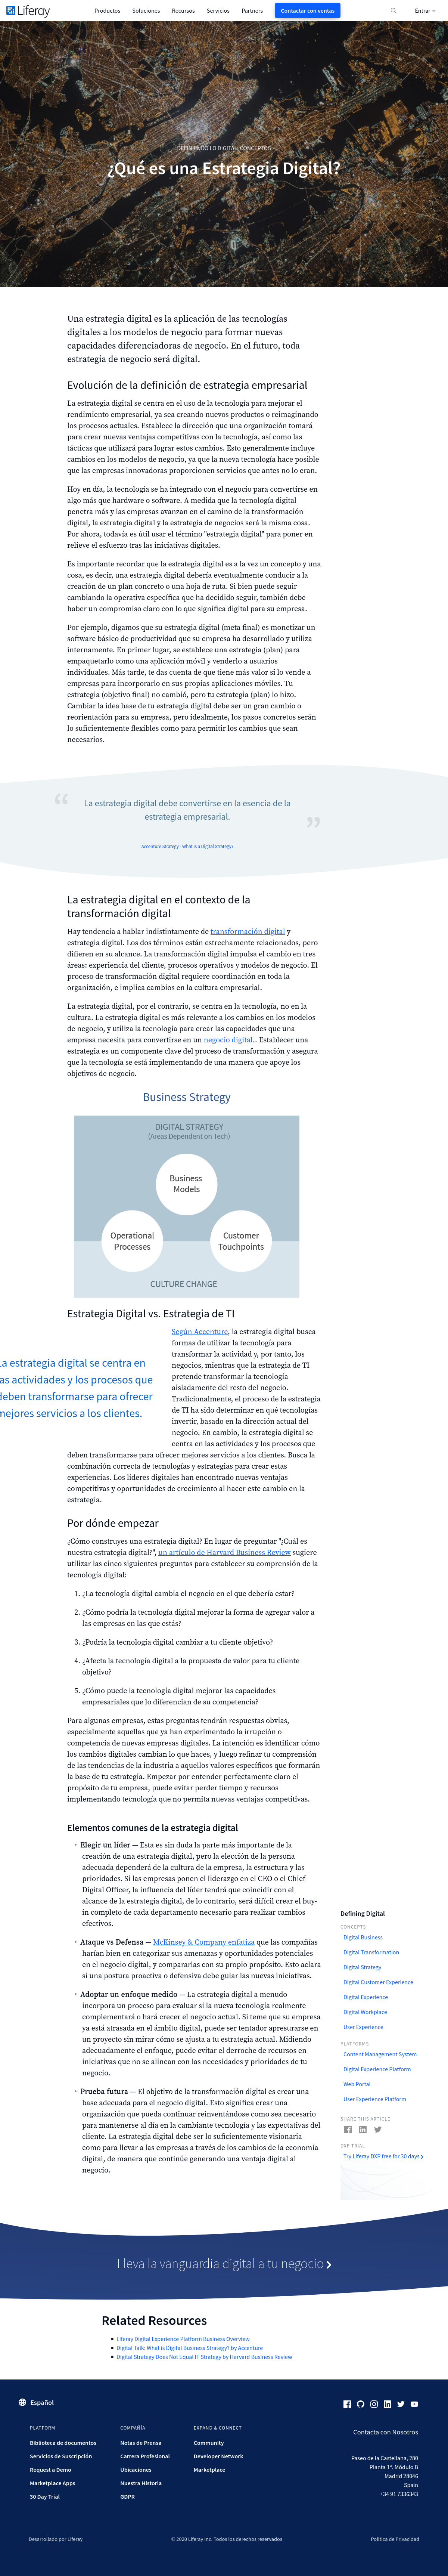 Liferay
Productos Soluciones Recursos Servicios Partners Contactar con ventas Entrar
DEFINIENDO LO DIGITAL: CONCEPTOS
¿Qué es una Estrategia Digital?
Una estrategia digital es la aplicación de las tecnologías
digitales a los modelos de negocio para formar nuevas
capacidades diferenciadoras de negocio. En el futuro, toda
estrategia de negocio será digital.
Evolución de la definición de estrategia empresarial
La estrategia digital se centra en el uso de la tecnología para mejorar el
rendimiento empresarial, ya sea creando nuevos productos o reimaginando
los procesos actuales. Establece la dirección que una organización tomará
para crear nuevas ventajas competitivas con la tecnología, así como las
tácticas que utilizará para lograr estos cambios. Esto generalmente incluye
cambios en los modelos de negocio, ya que la nueva tecnología hace posible
que las empresas innovadoras proporcionen servicios que antes no lo eran.
Hoy en día, la tecnología se ha integrado con el negocio para convertirse en
algo más que hardware o software. A medida que la tecnología digital
penetra más y las empresas avanzan en el camino de la transformación
digital, la estrategia digital y la estrategia de negocio será la misma cosa.
Por ahora, todavía es útil usar el término "estrategia digital" para poner en
relieve el esfuerzo tras las iniciativas digitales.
Es importante recordar que la estrategia digital es a la vez un concepto y una
cosa, es decir, una estrategia digital debería eventualmente conducir a la
creación de un plan concreto o una hoja de ruta. Si bien puede seguir
cambiando la operativa específica que ha decidido seguir, también debe
haber un compromiso claro con lo que significa digital para su empresa.
Por ejemplo, digamos que su estrategia digital (meta final) es monetizar un
software básico de productividad que su empresa ha desarrollado y utiliza
internamente. En primer lugar, se establece una estrategia (plan) para
empaquetarlo como una aplicación móvil y venderlo a usuarios
individuales. Más tarde, te das cuenta de que tiene más valor si lo vende a
empresas para incorporarlo en múltiples aplicaciones móviles. Tu
estrategia (objetivo final) no cambió, pero tu estrategia (plan) lo hizo.
Cambiar la idea base de tu estrategia digital debe ser un gran cambio o
reorientación para su empresa, pero idealmente, los pasos concretos serán
lo suficientemente flexibles como para permitir cambios cuando sean
necesarios.
“ La estrategia digital debe convertirse en la esencia de la
estrategia empresarial. ”
Accenture Strategy - What Is a Digital Strategy?
La estrategia digital en el contexto de la
transformación digital
Hay tendencia a hablar indistintamente de transformación digital y
estrategia digital. Los dos términos están estrechamente relacionados, pero
difieren en su alcance. La transformación digital impulsa el cambio en tres
áreas: experiencia del cliente, procesos operativos y modelos de negocio. El
proceso de transformación digital requiere coordinación en toda la
organización, e implica cambios en la cultura empresarial.
La estrategia digital, por el contrario, se centra en la tecnología, no en la
cultura. La estrategia digital es más relevante a los cambios en los modelos
de negocio, y utiliza la tecnología para crear las capacidades que una
empresa necesita para convertirse en un negocio digital.. Establecer una
estrategia es un componente clave del proceso de transformación y asegura
que la tecnología se está implementando de una manera que apoye los
objetivos de negocio.
Business Strategy
DIGITAL STRATEGY
(Areas Dependent on Tech)
Business
Models
Operational
Processes
Customer
Touchpoints
CULTURE CHANGE
Estrategia Digital vs. Estrategia de TI
La estrategia digital se centra en
las actividades y los procesos que
deben transformarse para ofrecer
mejores servicios a los clientes.
Según Accenture, la estrategia digital busca
formas de utilizar la tecnología para
transformar la actividad y, por tanto, los
negocios, mientras que la estrategia de TI
pretende transformar la tecnología
aisladamente del resto del negocio.
Tradicionalmente, el proceso de la estrategia
de TI ha sido determinar en qué tecnologías
invertir, basado en la dirección actual del
negocio. En cambio, la estrategia digital se
centra en las actividades y los procesos que
deben transformarse para ofrecer mejores servicios a los clientes. Busca la
combinación correcta de tecnologías y estrategias para crear estas
experiencias. Los líderes digitales han encontrado nuevas ventajas
competitivas y oportunidades de crecimiento al hacer este cambio en la
estrategia.
Por dónde empezar
¿Cómo construyes una estrategia digital? En lugar de preguntar "¿Cuál es
nuestra estrategia digital?", un artículo de Harvard Business Review sugiere
utilizar las cinco siguientes preguntas para establecer su comprensión de la
tecnología digital:
1. ¿La tecnología digital cambia el negocio en el que debería estar?
2. ¿Cómo podría la tecnología digital mejorar la forma de agregar valor a
las empresas en las que estás?
3. ¿Podría la tecnología digital cambiar a tu cliente objetivo?
4. ¿Afecta la tecnología digital a la propuesta de valor para tu cliente
objetivo?
5. ¿Cómo puede la tecnología digital mejorar las capacidades
empresariales que lo diferencian de su competencia?
Para algunas empresas, estas preguntan tendrán respuestas obvias,
especialmente aquellas que ya han experimentado la irrupción o
competencia de nuevas empresas digitales. La intención es identificar cómo
los cambios digitales cambian lo que haces, y luego refinar tu comprensión
de las tendencias de la industria a aquellos valores específicos que formarán
la base de su estrategia. Empezar por entender perfectamente el
propósito de tu empresa, puede evitar perder tiempo y recursos
implementando tecnología que no permita nuevas ventajas competitivas.
Elementos comunes de la estrategia digital
• Elegir un líder — Esta es sin duda la parte más importante de la
creación de una estrategia digital, pero la elección de la persona
adecuada dependerá de la cultura de la empresa, la estructura y las
prioridades. Si las empresas ponen el liderazgo en el CEO o el Chief
Digital Officer, la influencia del líder tendrá que coincidir con el
alcance de la estrategia digital, de lo contrario, será difícil crear el buy-
in completo de cada departamento necesario para realizar cambios
efectivos.
• Ataque vs Defensa — McKinsey & Company enfatiza que las compañías
harían bien en categorizar sus amenazas y oportunidades potenciales
en el negocio digital, y compararlas con su propósito. Esto aclara
si una postura proactiva o defensiva debe guiar las próximas decisiones.
• Adoptar un enfoque medido — La estrategia digital a menudo
incorporará nuevas ideas o procesos que son impulsados por startups
emergentes o empresas disruptoras. Al mismo tiempo, una empresa
que está atrasada en el ámbito digital, puede ser tentador apresurarse
en un proyecto sin mirar cómo se ajusta a tu estrategia actual. Midiendo
adecuadamente el nivel de eficacia de los nuevos enfoques, evitarás el
desperdicio de esfuerzos y lo alinearás con las prioridades de tu
negocio.
• Prueba futura — El objetivo de la transformación digital es crear una
base para el negocio digital. Esto significa que tu estrategia debe
construir procesos que continúan reinventándose como sea necesario
para mantenerse al día con las expectativas de tu cliente. En última
instancia, tu estrategia digital debe ser lo suficientemente visionaria
como para impulsar a tu empresa hacia el éxito en la economía digital,
al tiempo que consigue ganancias rápidas para el estado actual de tu
negocio.
Defining Digital
CONCEPTS
Digital Business
Digital Transformation
Digital Strategy
Digital Customer Experience
Digital Experience
Digital Workplace
User Experience
PLATFORMS
Content Management System
Digital Experience Platform
Web Portal
User Experience Platform
SHARE THIS ARTICLE
DXP TRIAL
Try Liferay DXP free for 30 days
Lleva la vanguardia digital a tu negocio
Related Resources
Liferay Digital Experience Platform Business Overview
Digital Talk: What is Digital Business Strategy? by Accenture
Digital Strategy Does Not Equal IT Strategy by Harvard Business Review
Español
PLATFORM
Biblioteca de documentos
Servicios de Suscripción
Request a Demo
Marketplace Apps
30 Day Trial
COMPAÑÍA
Notas de Prensa
Carrera Profesional
Ubicaciones
Nuestra Historia
GDPR
EXPAND & CONNECT
Community
Developer Network
Marketplace
Contacta con Nosotros
Paseo de la Castellana, 280
Planta 1ª. Módulo B
Madrid 28046
Spain
+34 91 7336343
Desarrollado por Liferay
© 2020 Liferay Inc. Todos los derechos reservados
Política de Privacidad